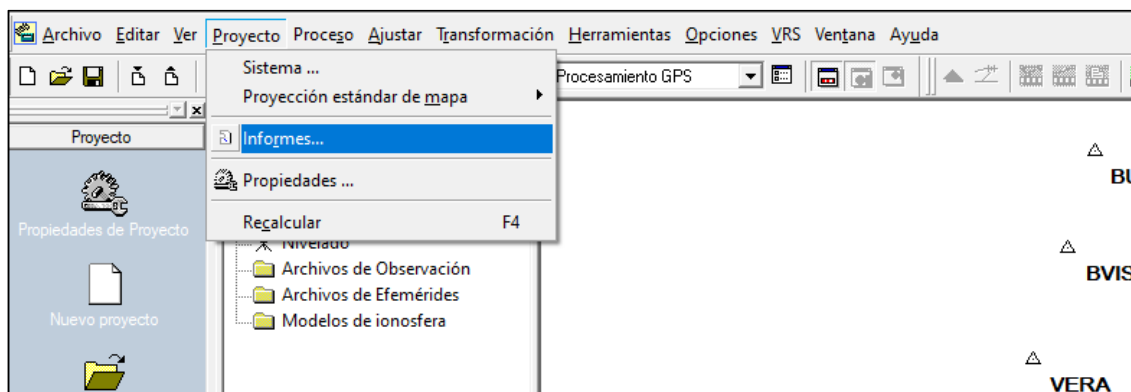 Archivo Editar Ver Proyecto Proceso Ajustar Transformación Herramientas Opciones VRS Ventana Ayuda
Sistema ...
Procesamiento GPS
Proyección estándar de mapa
Proyecto
Informes...
Propiedades ...
Propiedades de Proyecto
Recalcular F4
Nivelado
Archivos de Observación
Archivos de Efemérides
Nuevo proyecto
Modelos de ionosfera
BU
BVIS
VERA